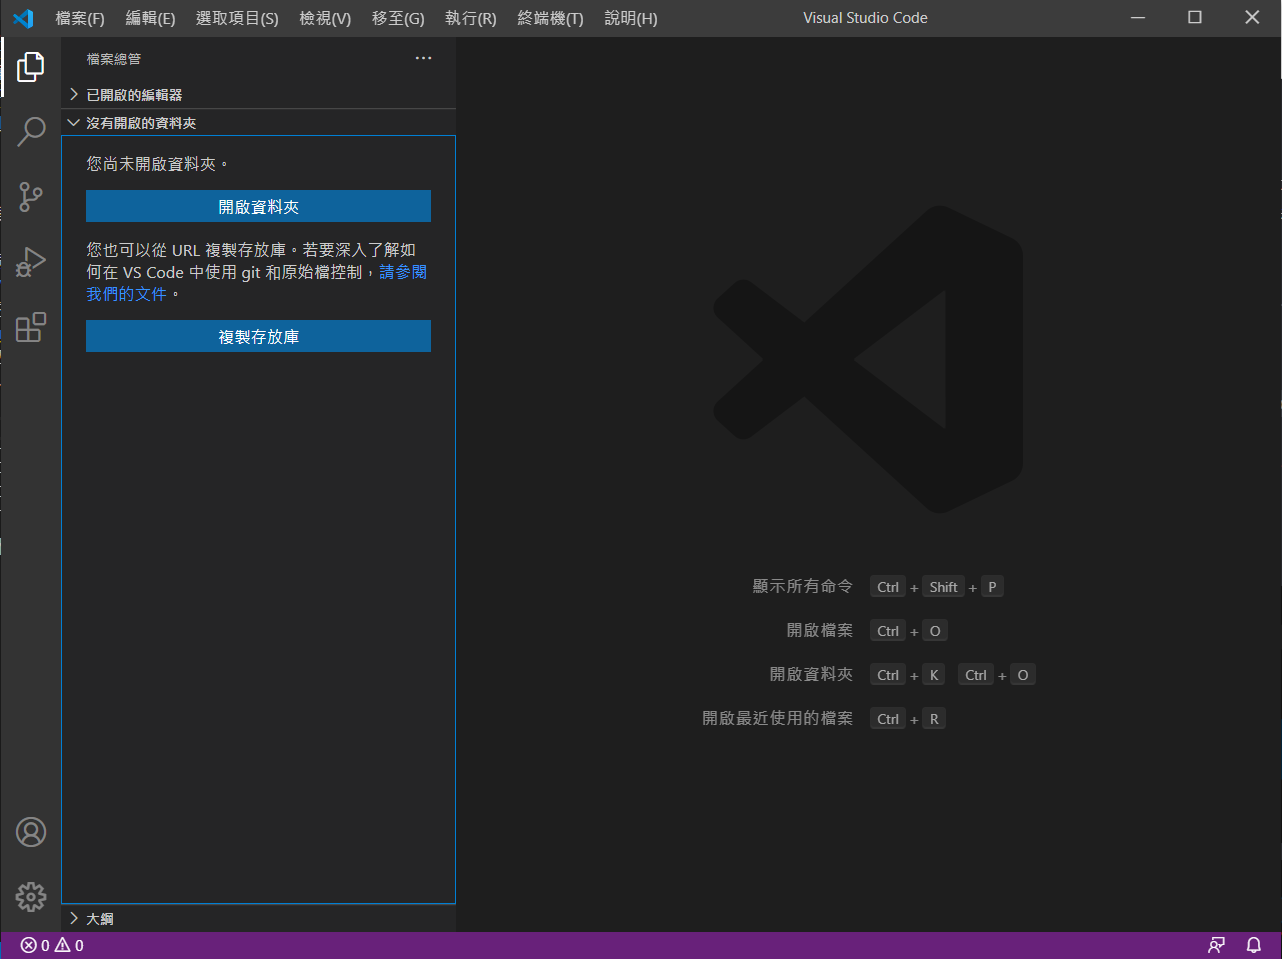 檔案(F) 編輯(E) 選取項目(S) 檢視(V) 移至(G) 執行(R) 終端機(T) 說明(H) Visual Studio Code
檔案總管
已開啟的編輯器
沒有開啟的資料夾
您尚未開啟資料夾。
開啟資料夾
您也可以從 URL 複製存放庫。若要深入了解如
何在 VS Code 中使用 git 和原始檔控制，請參閱
我們的文件。
複製存放庫
顯示所有命令 Ctrl + Shift + P
開啟檔案 Ctrl + O
開啟資料夾 Ctrl + K Ctrl + O
開啟最近使用的檔案 Ctrl + R
大綱
0 0